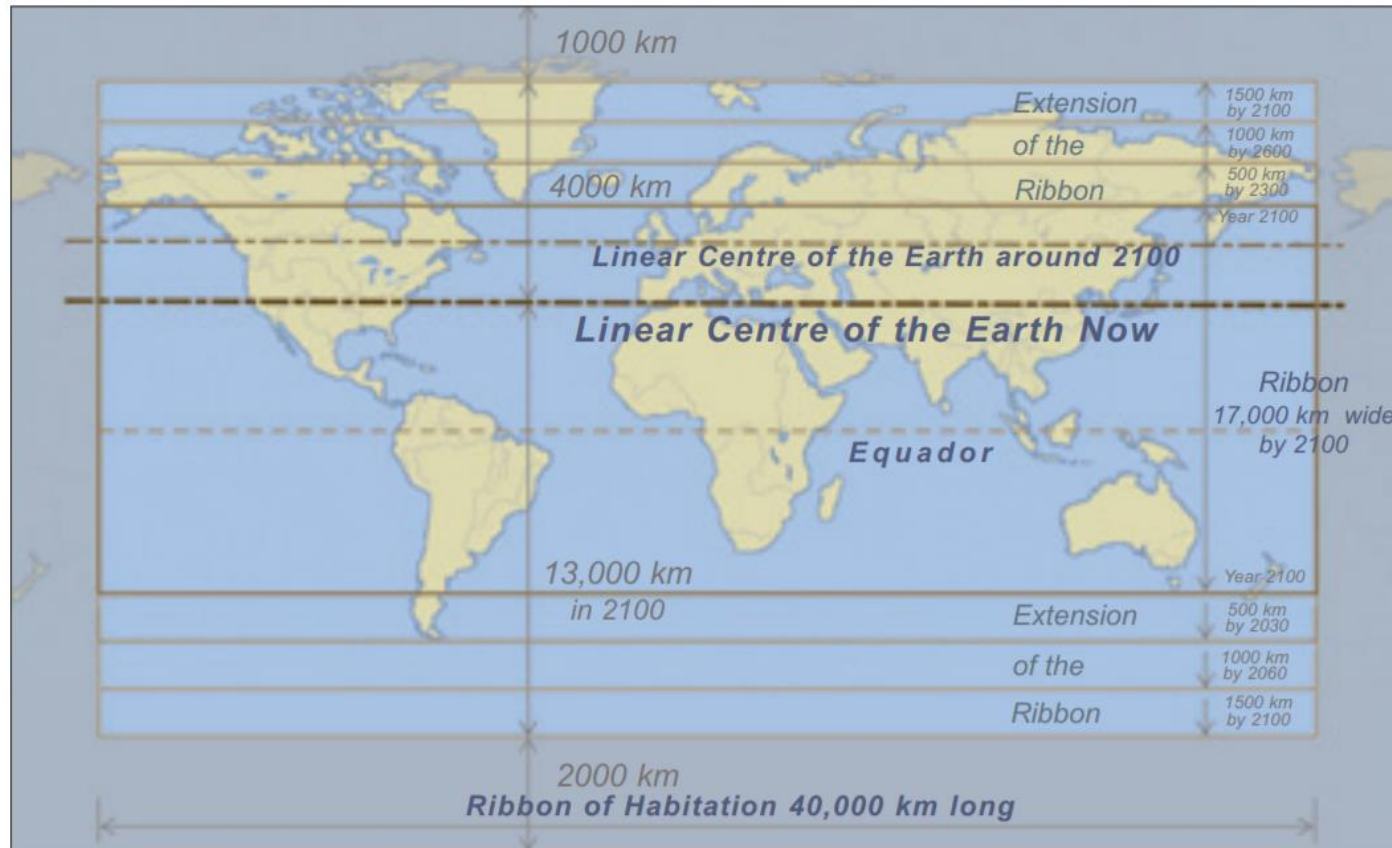 1000 km
Extension
1500 km
by 2100
of the
1000 km
by 2600
4000 km
Ribbon
500 km
by 2300
Year 2100
Linear Centre of the Earth around 2100
Linear Centre of the Earth Now
Ribbon
17,000 km wide
by 2100
Equador
13,000 km
in 2100
Year 2100
Extension
500 km
by 2030
of the
1000 km
by 2060
Ribbon
1500 km
by 2100
2000 km
Ribbon of Habitation 40,000 km long